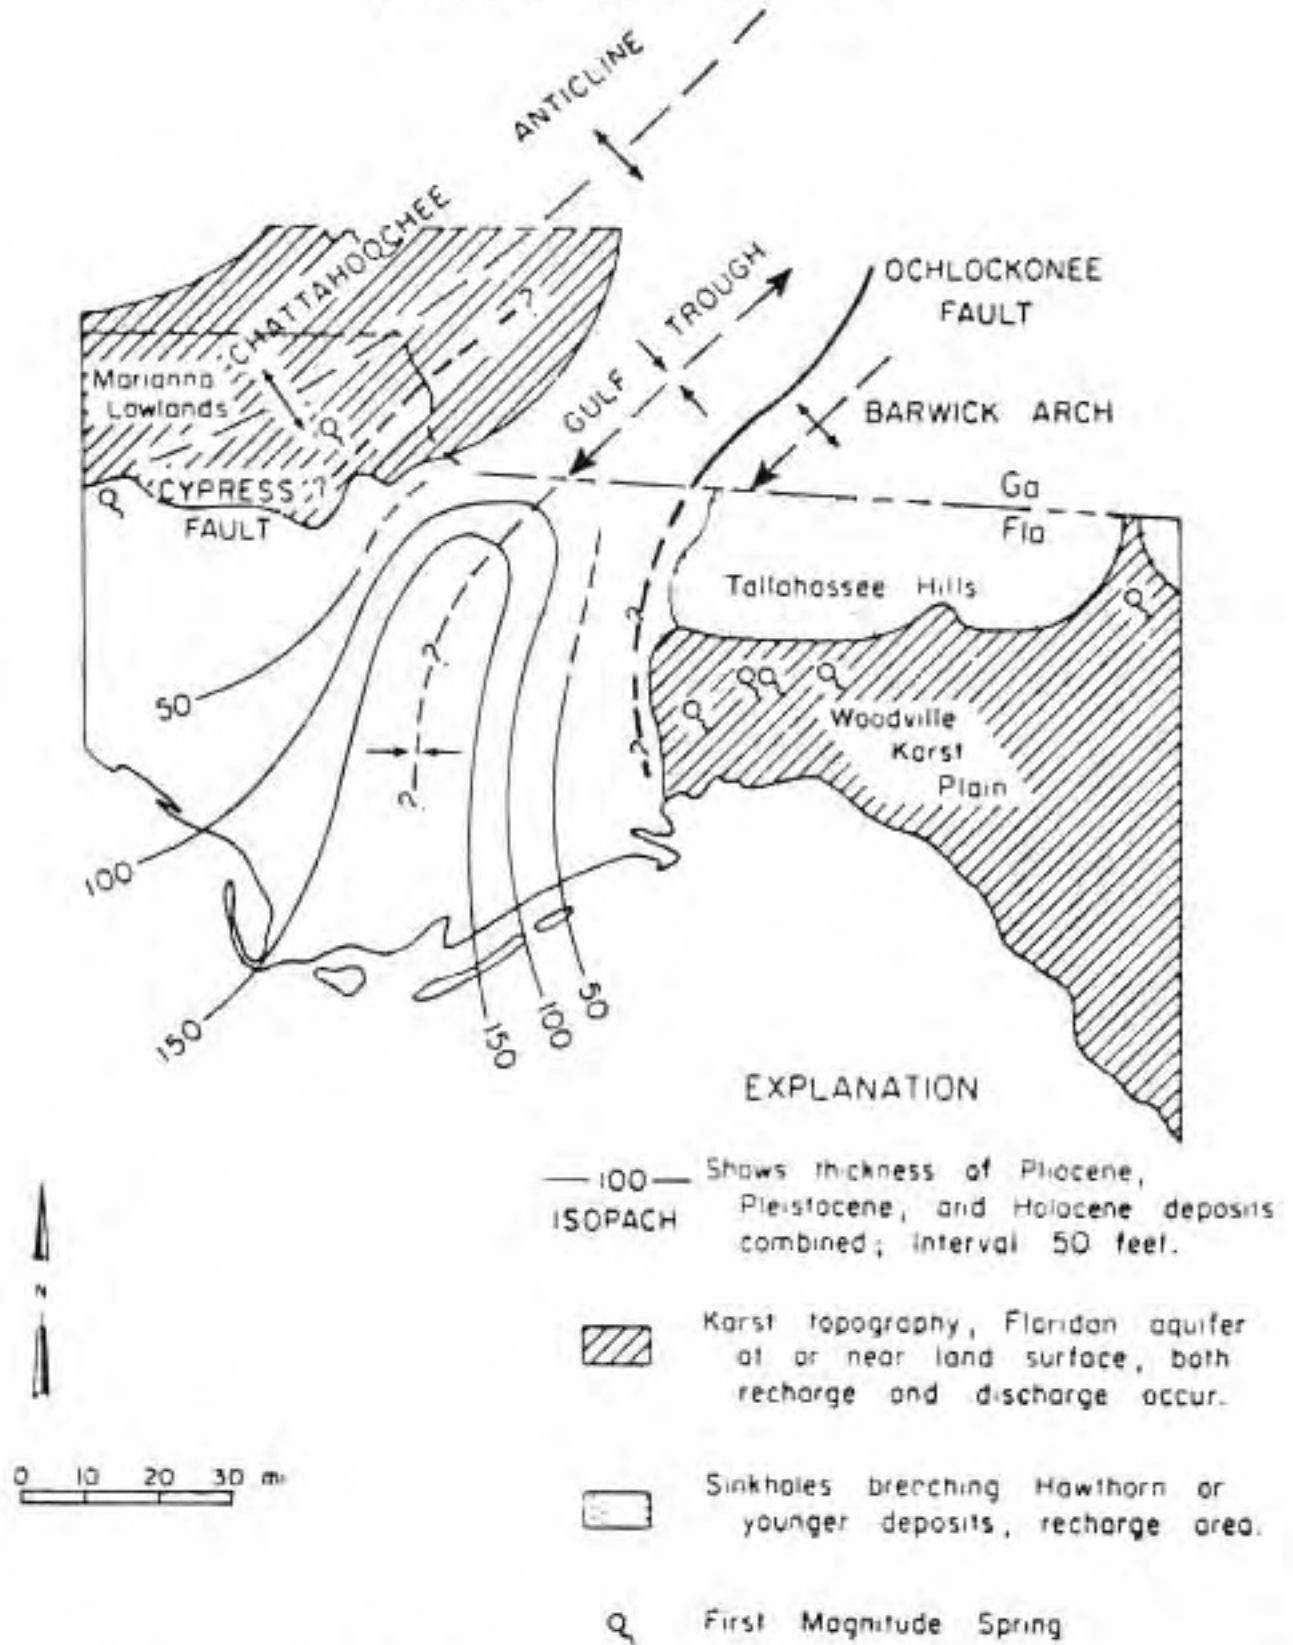 ANTICLINE
CHATTAHOOCHEE
GULF TROUGH
OCHLOCKONEE
FAULT
BARWICK ARCH
Marianna
Lowlands
?
CYPRESS ?
FAULT
Ga
Fla
Tallahassee Hills
?
?
?
?
Woodville
Karst
Plain
50
100
150
150
100
50
EXPLANATION
100
ISOPACH
Shows thickness of Pliocene,
Pleistocene, and Holocene deposits
combined; interval 50 feet.
N
Karst topography, Floridan aquifer
at or near land surface, both
recharge and discharge occur.
0 10 20 30 mi
Sinkholes breeching Hawthorn or
younger deposits, recharge area.
First Magnitude Spring